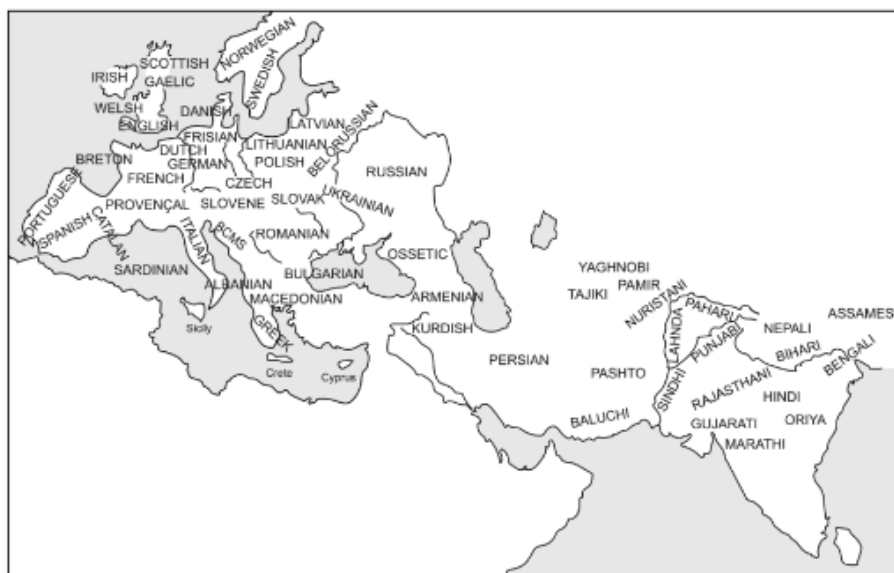 NORWEGIAN
SWEDISH
SCOTTISH
GAELIC
IRISH
WELSH
ENGLISH
DANISH
FRISIAN
DUTCH
GERMAN
LATVIAN
LITHUANIAN
POLISH
BELORUSSIAN
RUSSIAN
BRETON
FRENCH
CZECH
PORTUGUESE
SPANISH
CATALAN
PROVENÇAL
SLOVENE
SLOVAK
UKRAINIAN
ITALIAN
BCMS
ROMANIAN
OSSETIC
SARDINIAN
ALBANIAN
BULGARIAN
MACEDONIAN
GREEK
ARMENIAN
KURDISH
Sicily
Crete
Cyprus
YAGHNOBI
PAMIR
TAJIKI
NURISTANI
PAHARI
LAHNDA
PUNJABI
NEPALI
ASSAMES
BIHARI
BENGALI
PERSIAN
PASHTO
SINDHI
RAJASTHANI
HINDI
BALUCHI
GUJARATI
ORIYA
MARATHI